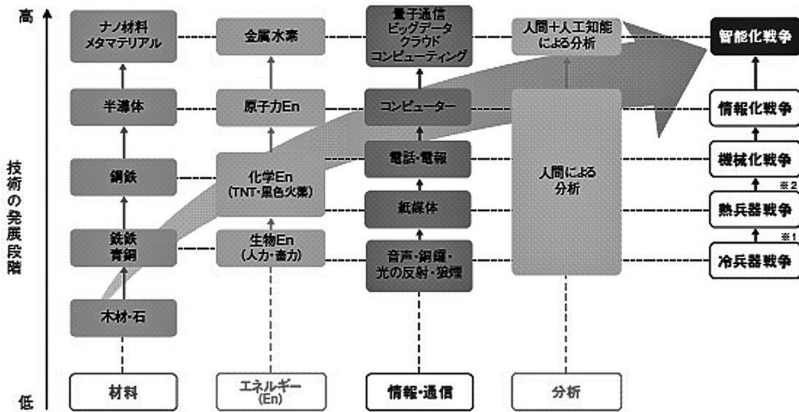 高
技術の発展段階
低
ナノ材料
メタマテリアル
半導体
鋼鉄
銑鉄
青銅
木材・石
材料
金属水素
原子力En
化学En
(TNT・黒色火薬)
生物En
(人力・畜力)
エネルギー
(En)
量子通信
ビッグデータ
クラウド
コンピューティング
コンピューター
電話・電報
紙媒体
音声・銅鑼・
光の反射・狼煙
情報・通信
人間+人工知能
による分析
人間による
分析
分析
智能化戦争
情報化戦争
機械化戦争
※2
熱兵器戦争
※1
冷兵器戦争